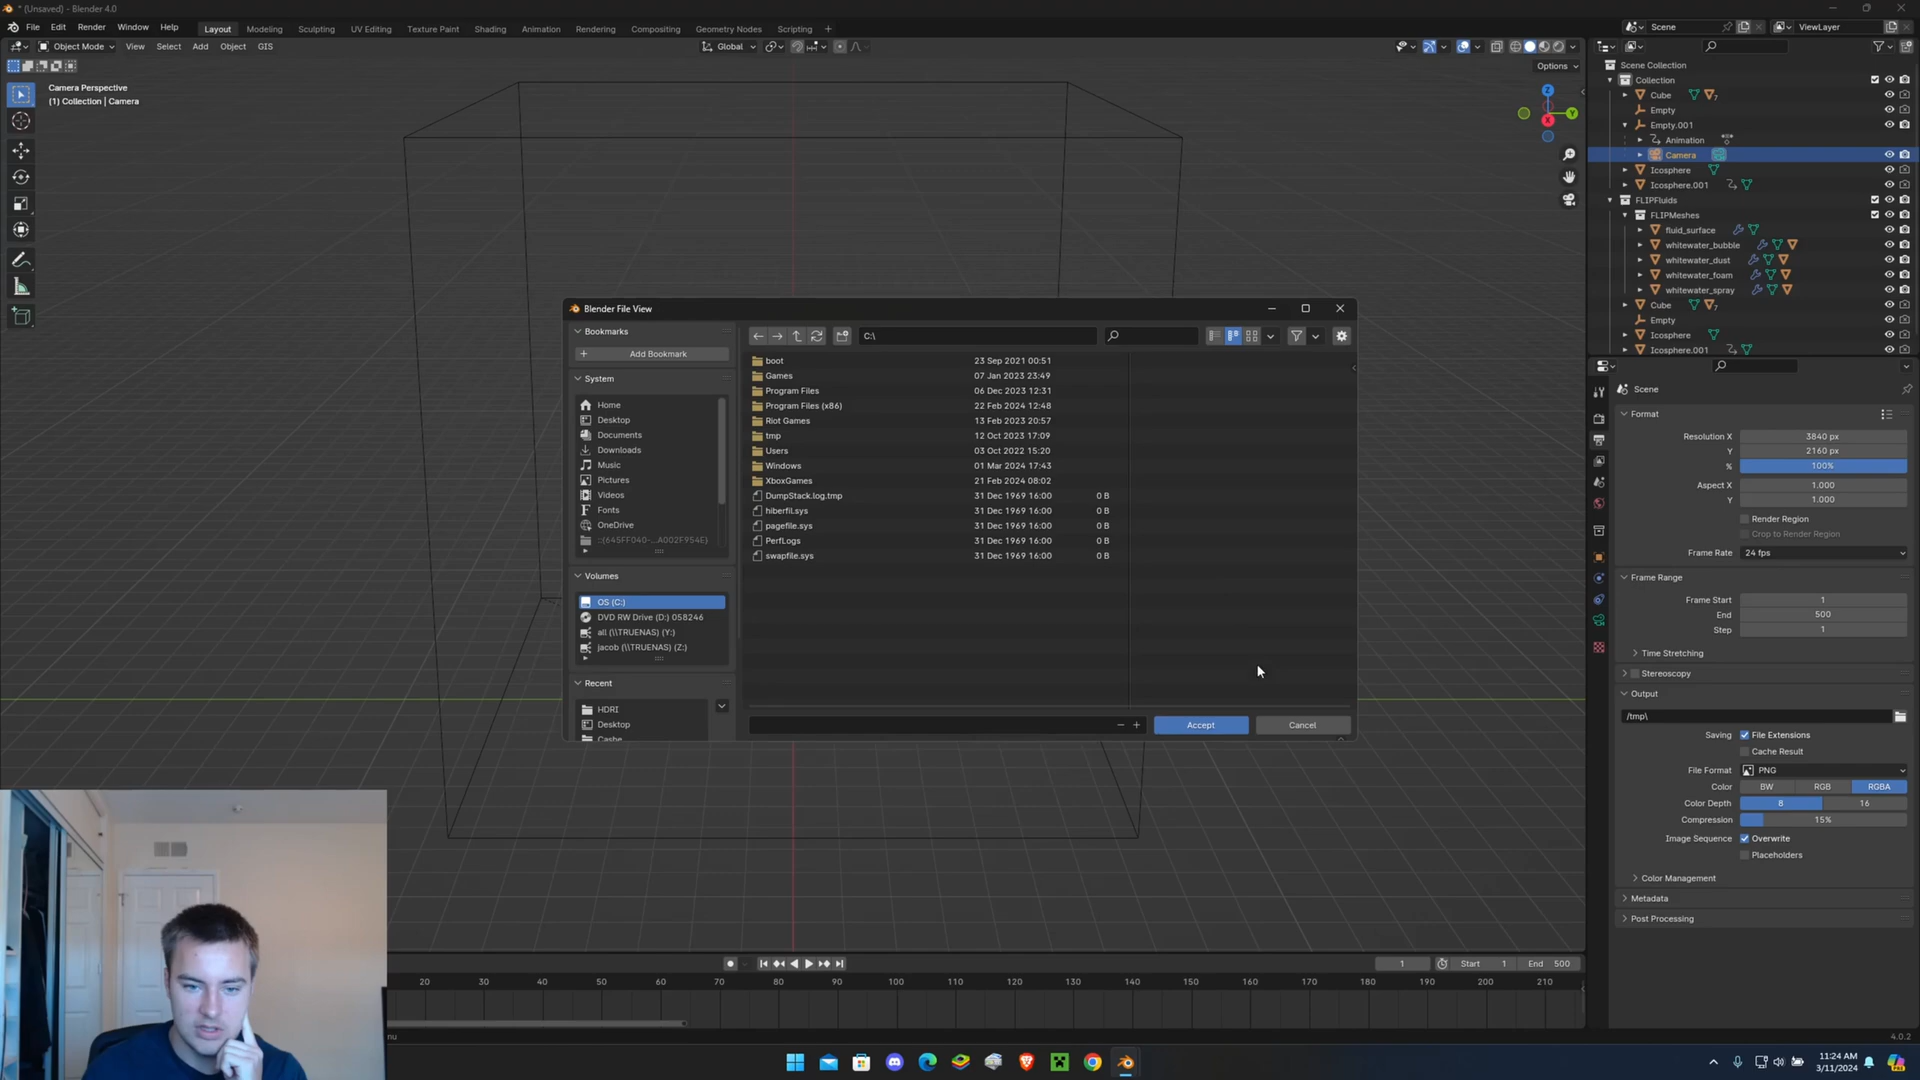 * (Unsaved) - Blender 4.0
File Edit Render Window Help Layout Modeling Sculpting UV Editing Texture Paint Shading Animation Rendering Compositing Geometry Nodes Scripting + Scene ViewLayer
Object Mode View Select Add Object GIS Global
Options
Camera Perspective
(1) Collection | Camera
Z
Y
X
Scene Collection
Collection
Cube 7
Empty
Empty.001
Animation
Camera
Icosphere
Icosphere.001
FLIPFluids
FLIPMeshes
fluid_surface
whitewater_bubble
whitewater_dust
whitewater_foam
whitewater_spray
Cube 7
Empty
Icosphere
Icosphere.001
Blender File View
Bookmarks
Add Bookmark
System
Home
Desktop
Documents
Downloads
Music
Pictures
Videos
Fonts
OneDrive
::{645FF040-...A002F954E}
Volumes
OS (C:)
DVD RW Drive (D:) 058246
all (\\TRUENAS) (Y:)
jacob (\\TRUENAS) (Z:)
Recent
HDRI
Desktop
Cache
C:\
boot 23 Sep 2021 00:51
Games 07 Jan 2023 23:49
Program Files 06 Dec 2023 12:31
Program Files (x86) 22 Feb 2024 12:48
Riot Games 13 Feb 2023 20:57
tmp 12 Oct 2023 17:09
Users 03 Oct 2022 15:20
Windows 01 Mar 2024 17:43
XboxGames 21 Feb 2024 08:02
DumpStack.log.tmp 31 Dec 1969 16:00 0 B
hiberfil.sys 31 Dec 1969 16:00 0 B
pagefile.sys 31 Dec 1969 16:00 0 B
PerfLogs 31 Dec 1969 16:00 0 B
swapfile.sys 31 Dec 1969 16:00 0 B
Accept Cancel
Scene
Format
Resolution X 3840 px
Y 2160 px
% 100%
Aspect X 1.000
Y 1.000
Render Region
Crop to Render Region
Frame Rate 24 fps
Frame Range
Frame Start 1
End 500
Step 1
Time Stretching
Stereoscopy
Output
/tmp\
Saving File Extensions
Cache Result
File Format PNG
Color BW RGB RGBA
Color Depth 8 16
Compression 15%
Image Sequence Overwrite
Placeholders
Color Management
Metadata
Post Processing
1 Start 1 End 500
20 30 40 50 60 70 80 90 100 110 120 130 140 150 160 170 180 190 200 210
nu 4.0.2
11:24 AM
3/11/2024